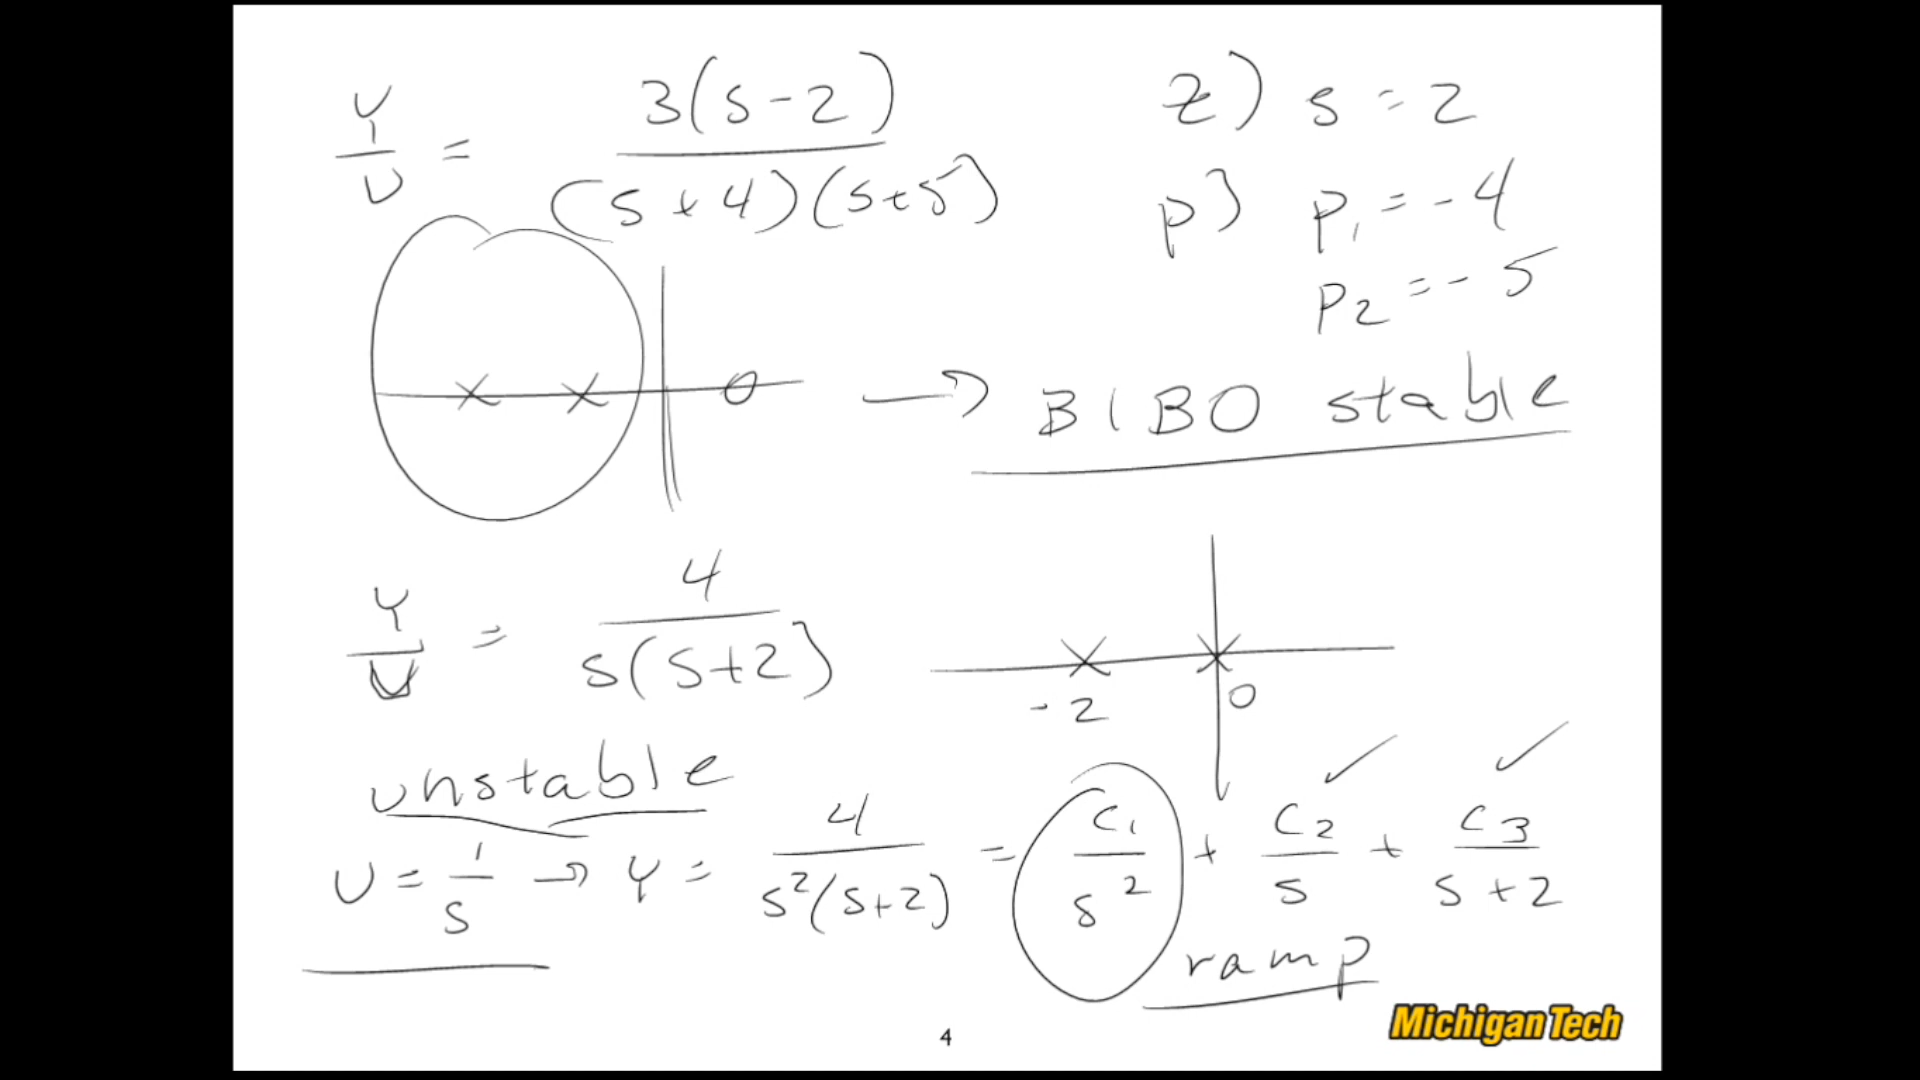 Y/U = 3(s-2) / (s+4)(s+5)
z) s = 2
p) p₁ = -4
p₂ = -5
→ BIBO stable
Y/U = 4 / s(s+2)
-2 0
unstable
U = 1/s → Y = 4 / s²(s+2) = c₁/s² + c₂/s + c₃/s+2
✓ ✓
ramp
4
Michigan Tech